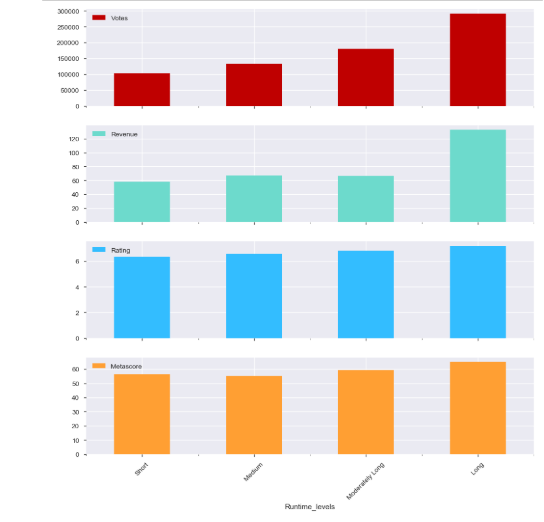 300000
Votes
250000
200000
150000
100000
50000
0
Revenue
120
100
80
60
40
20
0
Rating
6
4
2
0
Metascore
60
50
40
30
20
10
0
Short
Medium
Moderately Long
Long
Runtime_levels